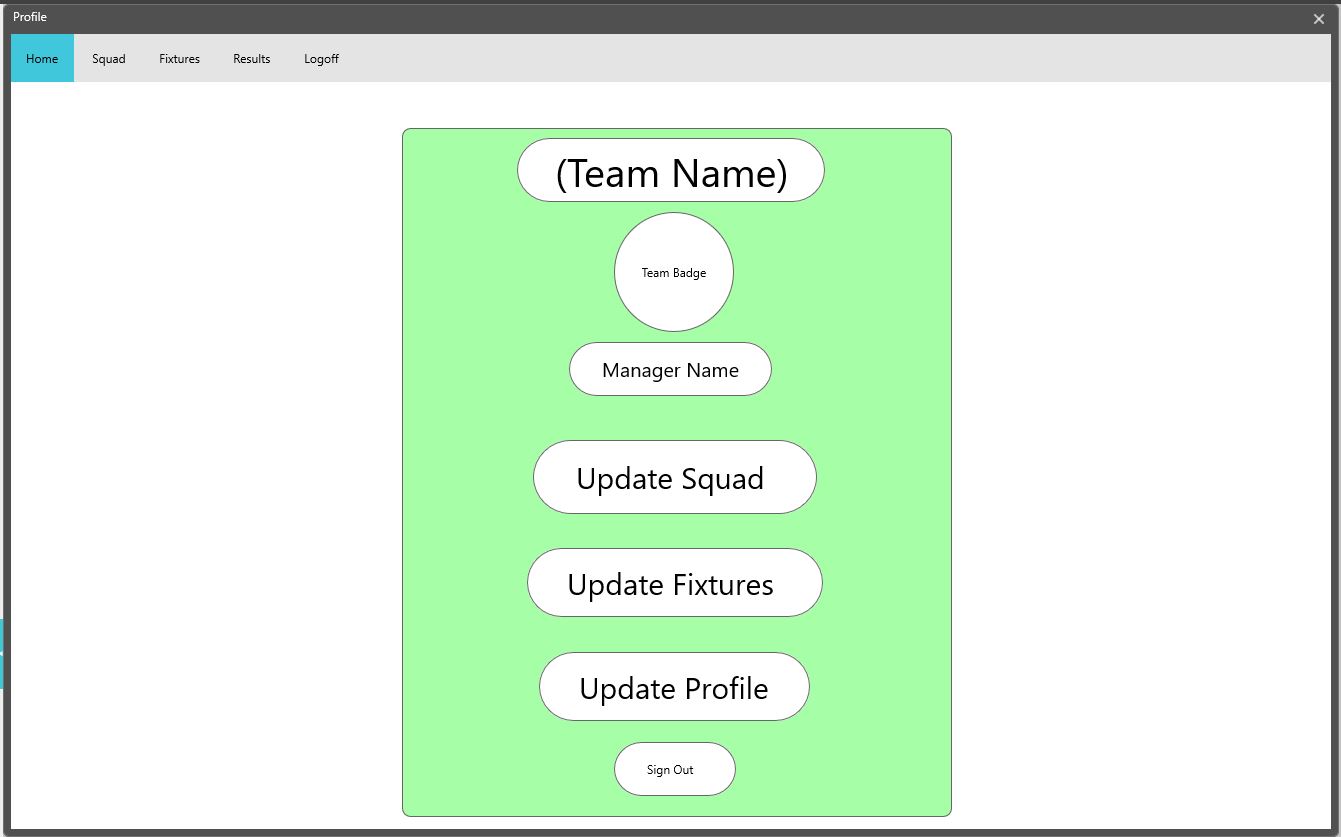 Profile
Home
Squad
Fixtures
Results
Logoff
(Team Name)
Team Badge
Manager Name
Update Squad
Update Fixtures
Update Profile
Sign Out